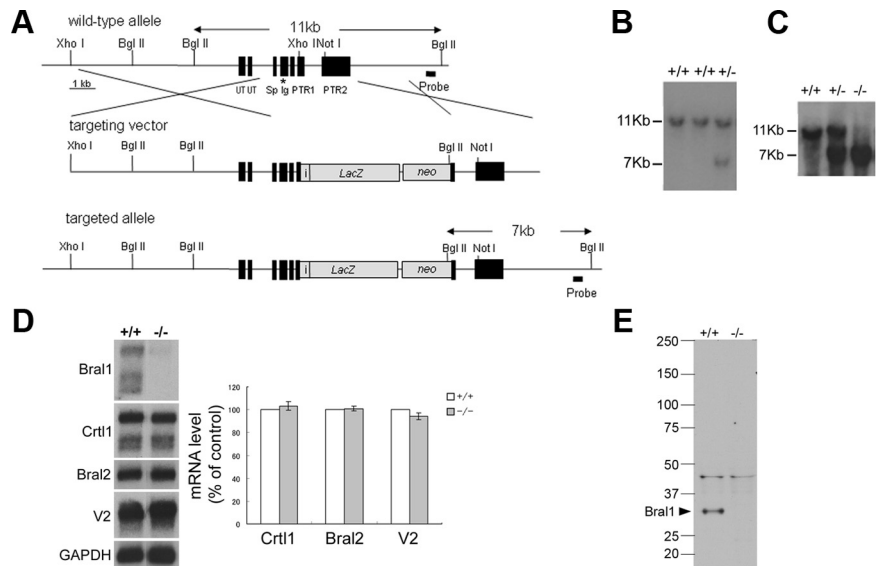 A
wild-type allele
11kb
Xho I
Bgl II
Bgl II
Xho I
Not I
Bgl II
1 kb
UT UT
Sp Ig PTR1
PTR2
*
Probe
targeting vector
Xho I
Bgl II
Bgl II
Bgl II
Not I
i
LacZ
neo
targeted allele
7kb
Xho I
Bgl II
Bgl II
Bgl II
Not I
Bgl II
i
LacZ
neo
Probe
B
+/+ +/+ +/-
11Kb
7Kb
C
+/+ +/- -/-
11Kb
7Kb
D
+/+ -/-
Bral1
Crtl1
Bral2
V2
GAPDH
mRNA level
(% of control)
120
100
80
60
40
20
0
Crtl1
Bral2
V2
+/+
-/-
E
+/+ -/-
250
150
100
75
50
37
Bral1
25
20